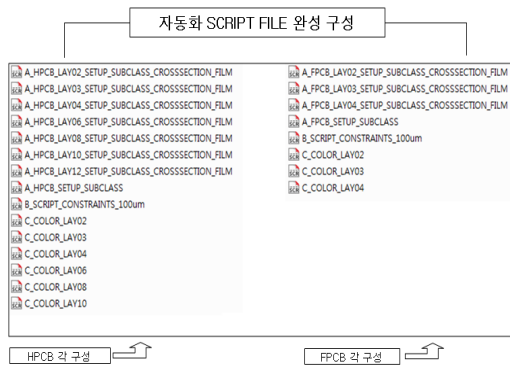 자동화 SCRIPT FILE 완성 구성
A_HPCB_LAY02_SETUP_SUBCLASS_CROSSSECTION_FILM
A_HPCB_LAY03_SETUP_SUBCLASS_CROSSSECTION_FILM
A_HPCB_LAY04_SETUP_SUBCLASS_CROSSSECTION_FILM
A_HPCB_LAY06_SETUP_SUBCLASS_CROSSSECTION_FILM
A_HPCB_LAY08_SETUP_SUBCLASS_CROSSSECTION_FILM
A_HPCB_LAY10_SETUP_SUBCLASS_CROSSSECTION_FILM
A_HPCB_LAY12_SETUP_SUBCLASS_CROSSSECTION_FILM
A_HPCB_SETUP_SUBCLASS
B_SCRIPT_CONSTRAINTS_100um
C_COLOR_LAY02
C_COLOR_LAY03
C_COLOR_LAY04
C_COLOR_LAY06
C_COLOR_LAY08
C_COLOR_LAY10
A_FPCB_LAY02_SETUP_SUBCLASS_CROSSSECTION_FILM
A_FPCB_LAY03_SETUP_SUBCLASS_CROSSSECTION_FILM
A_FPCB_LAY04_SETUP_SUBCLASS_CROSSSECTION_FILM
A_FPCB_SETUP_SUBCLASS
B_SCRIPT_CONSTRAINTS_100um
C_COLOR_LAY02
C_COLOR_LAY03
C_COLOR_LAY04
HPCB 각 구성
FPCB 각 구성